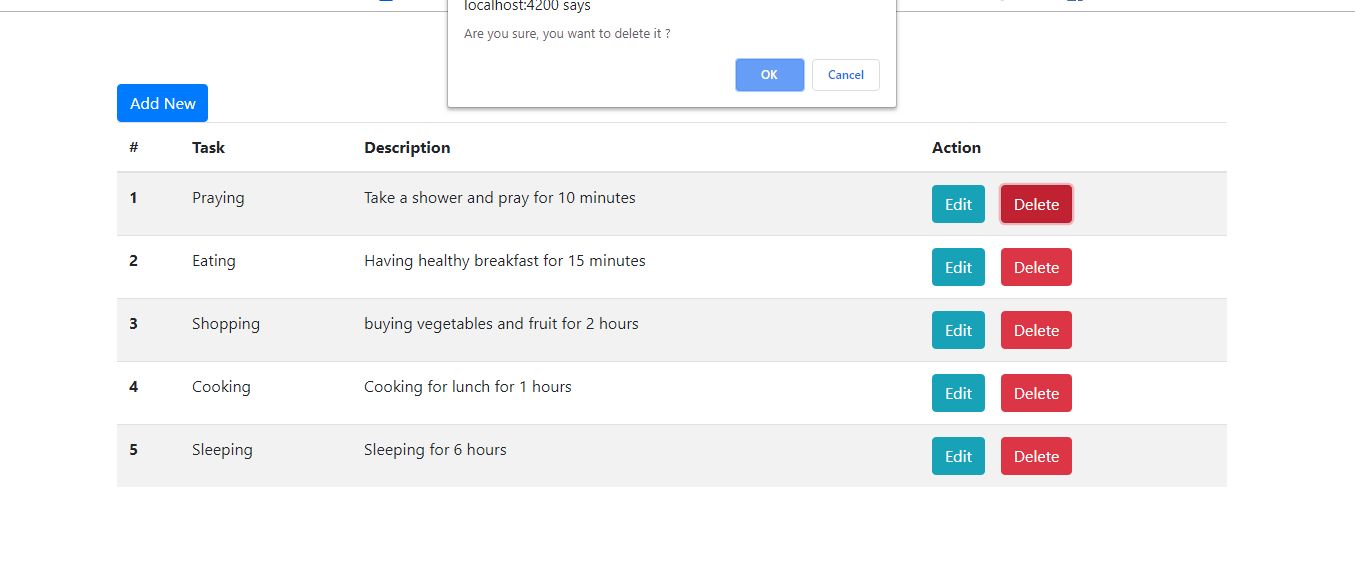 localhost:4200 says
Are you sure, you want to delete it ?
OK Cancel
Add New
# Task Description Action
1 Praying Take a shower and pray for 10 minutes Edit Delete
2 Eating Having healthy breakfast for 15 minutes Edit Delete
3 Shopping buying vegetables and fruit for 2 hours Edit Delete
4 Cooking Cooking for lunch for 1 hours Edit Delete
5 Sleeping Sleeping for 6 hours Edit Delete